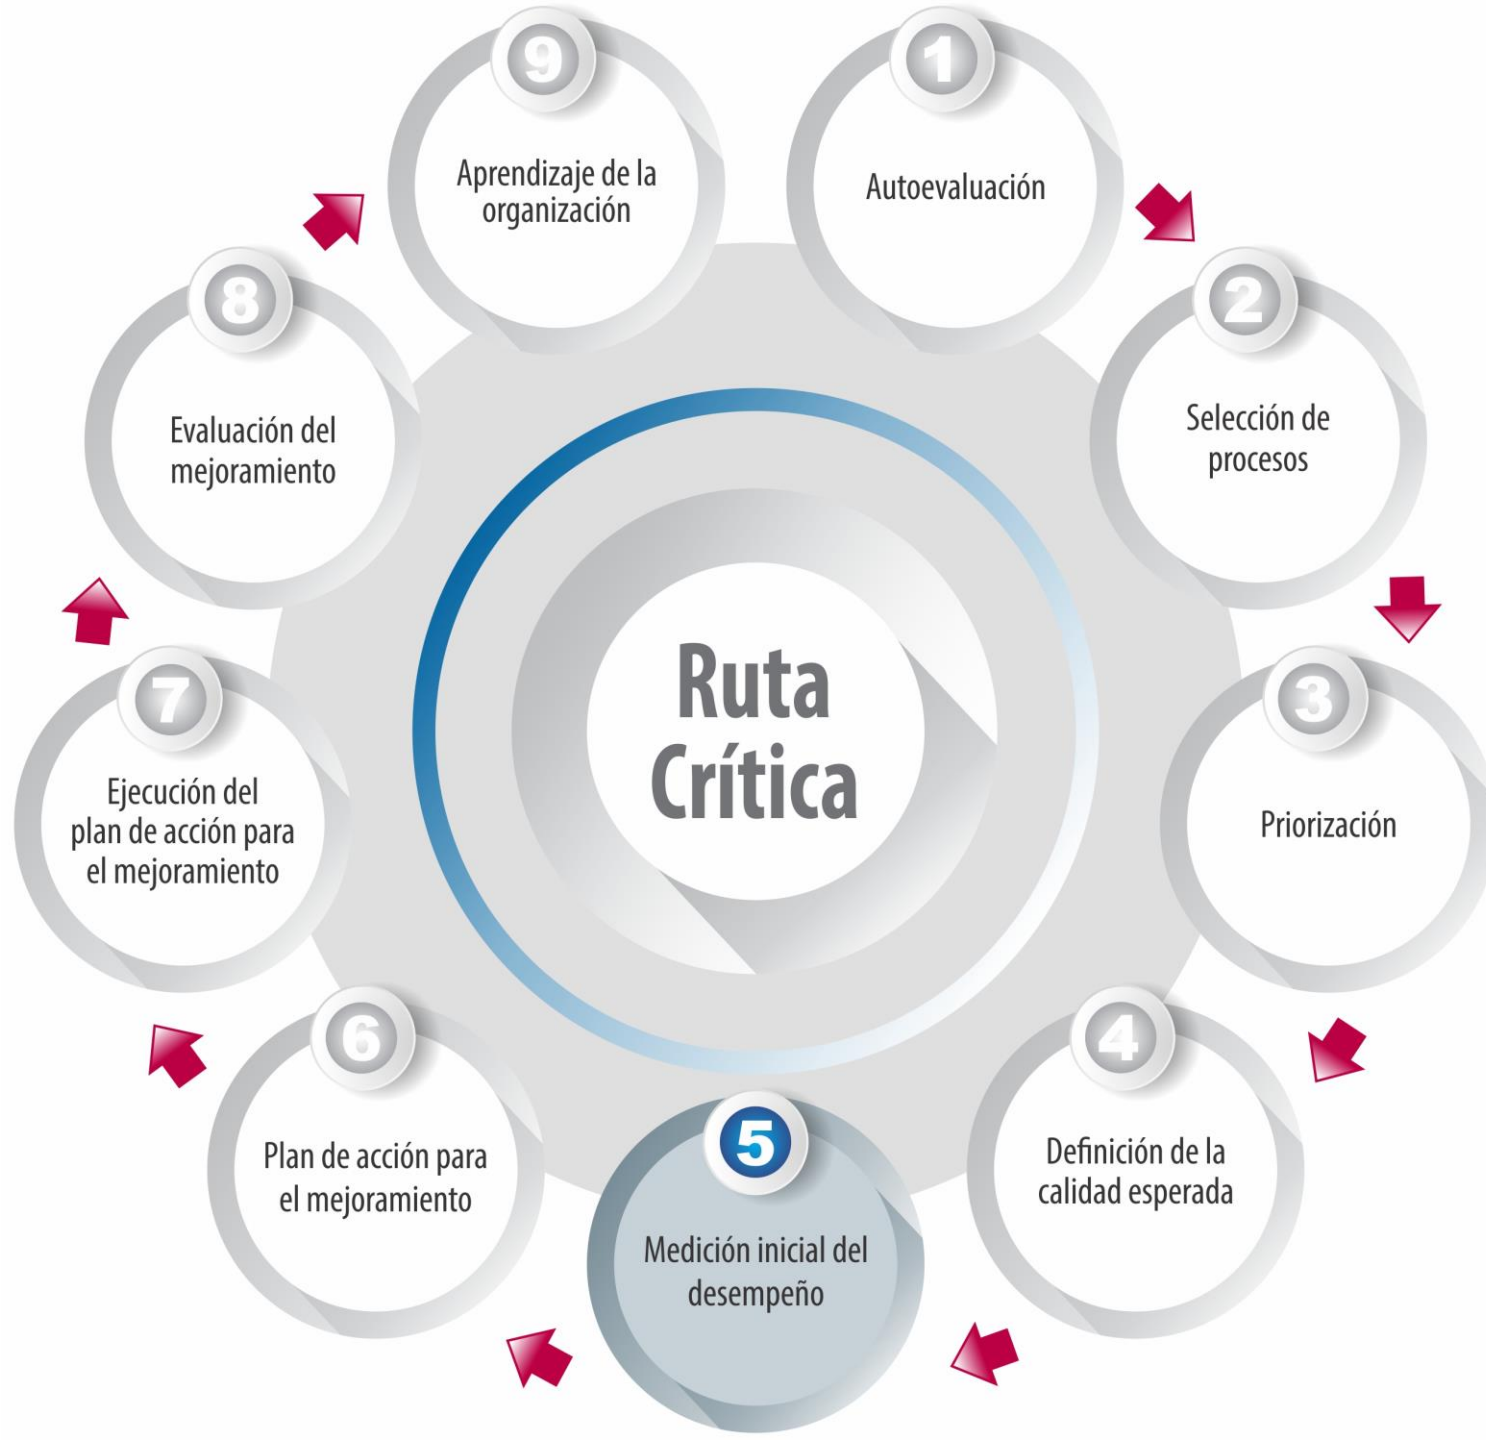 Ruta
Crítica
1
Autoevaluación
2
Selección de
procesos
3
Priorización
4
Definición de la
calidad esperada
5
Medición inicial del
desempeño
6
Plan de acción para
el mejoramiento
7
Ejecución del
plan de acción para
el mejoramiento
8
Evaluación del
mejoramiento
9
Aprendizaje de la
organización